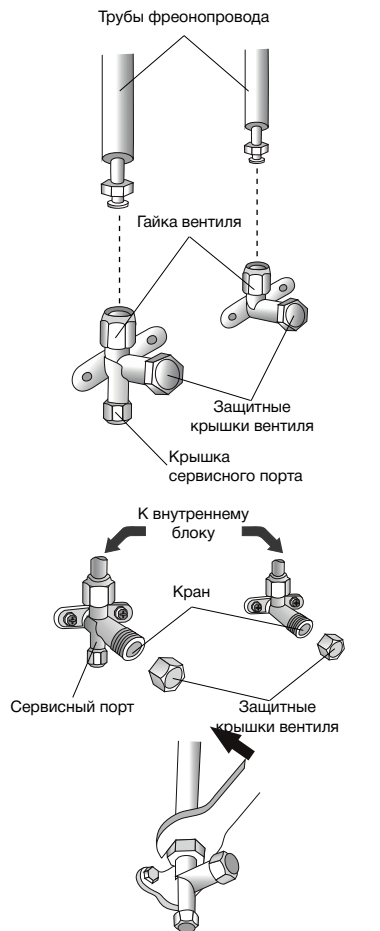 Трубы фреонопровода
Гайка вентиля
Защитные
крышки вентиля
Крышка
сервисного порта
К внутреннему
блоку
Кран
Сервисный порт
Защитные
крышки вентиля